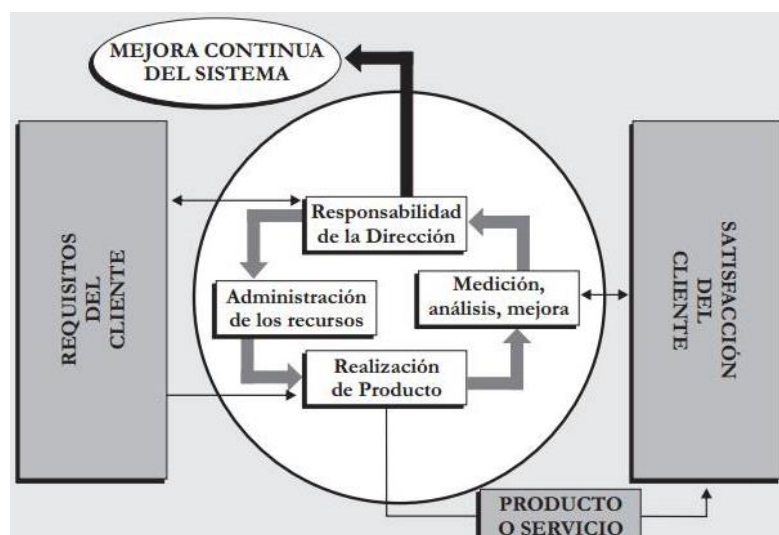 MEJORA CONTINUA
DEL SISTEMA
REQUISITOS
DEL
CLIENTE
Responsabilidad
de la Dirección
Administración
de los recursos
Medición,
análisis, mejora
Realización
de Producto
SATISFACCIÓN
DEL
CLIENTE
PRODUCTO
O SERVICIO